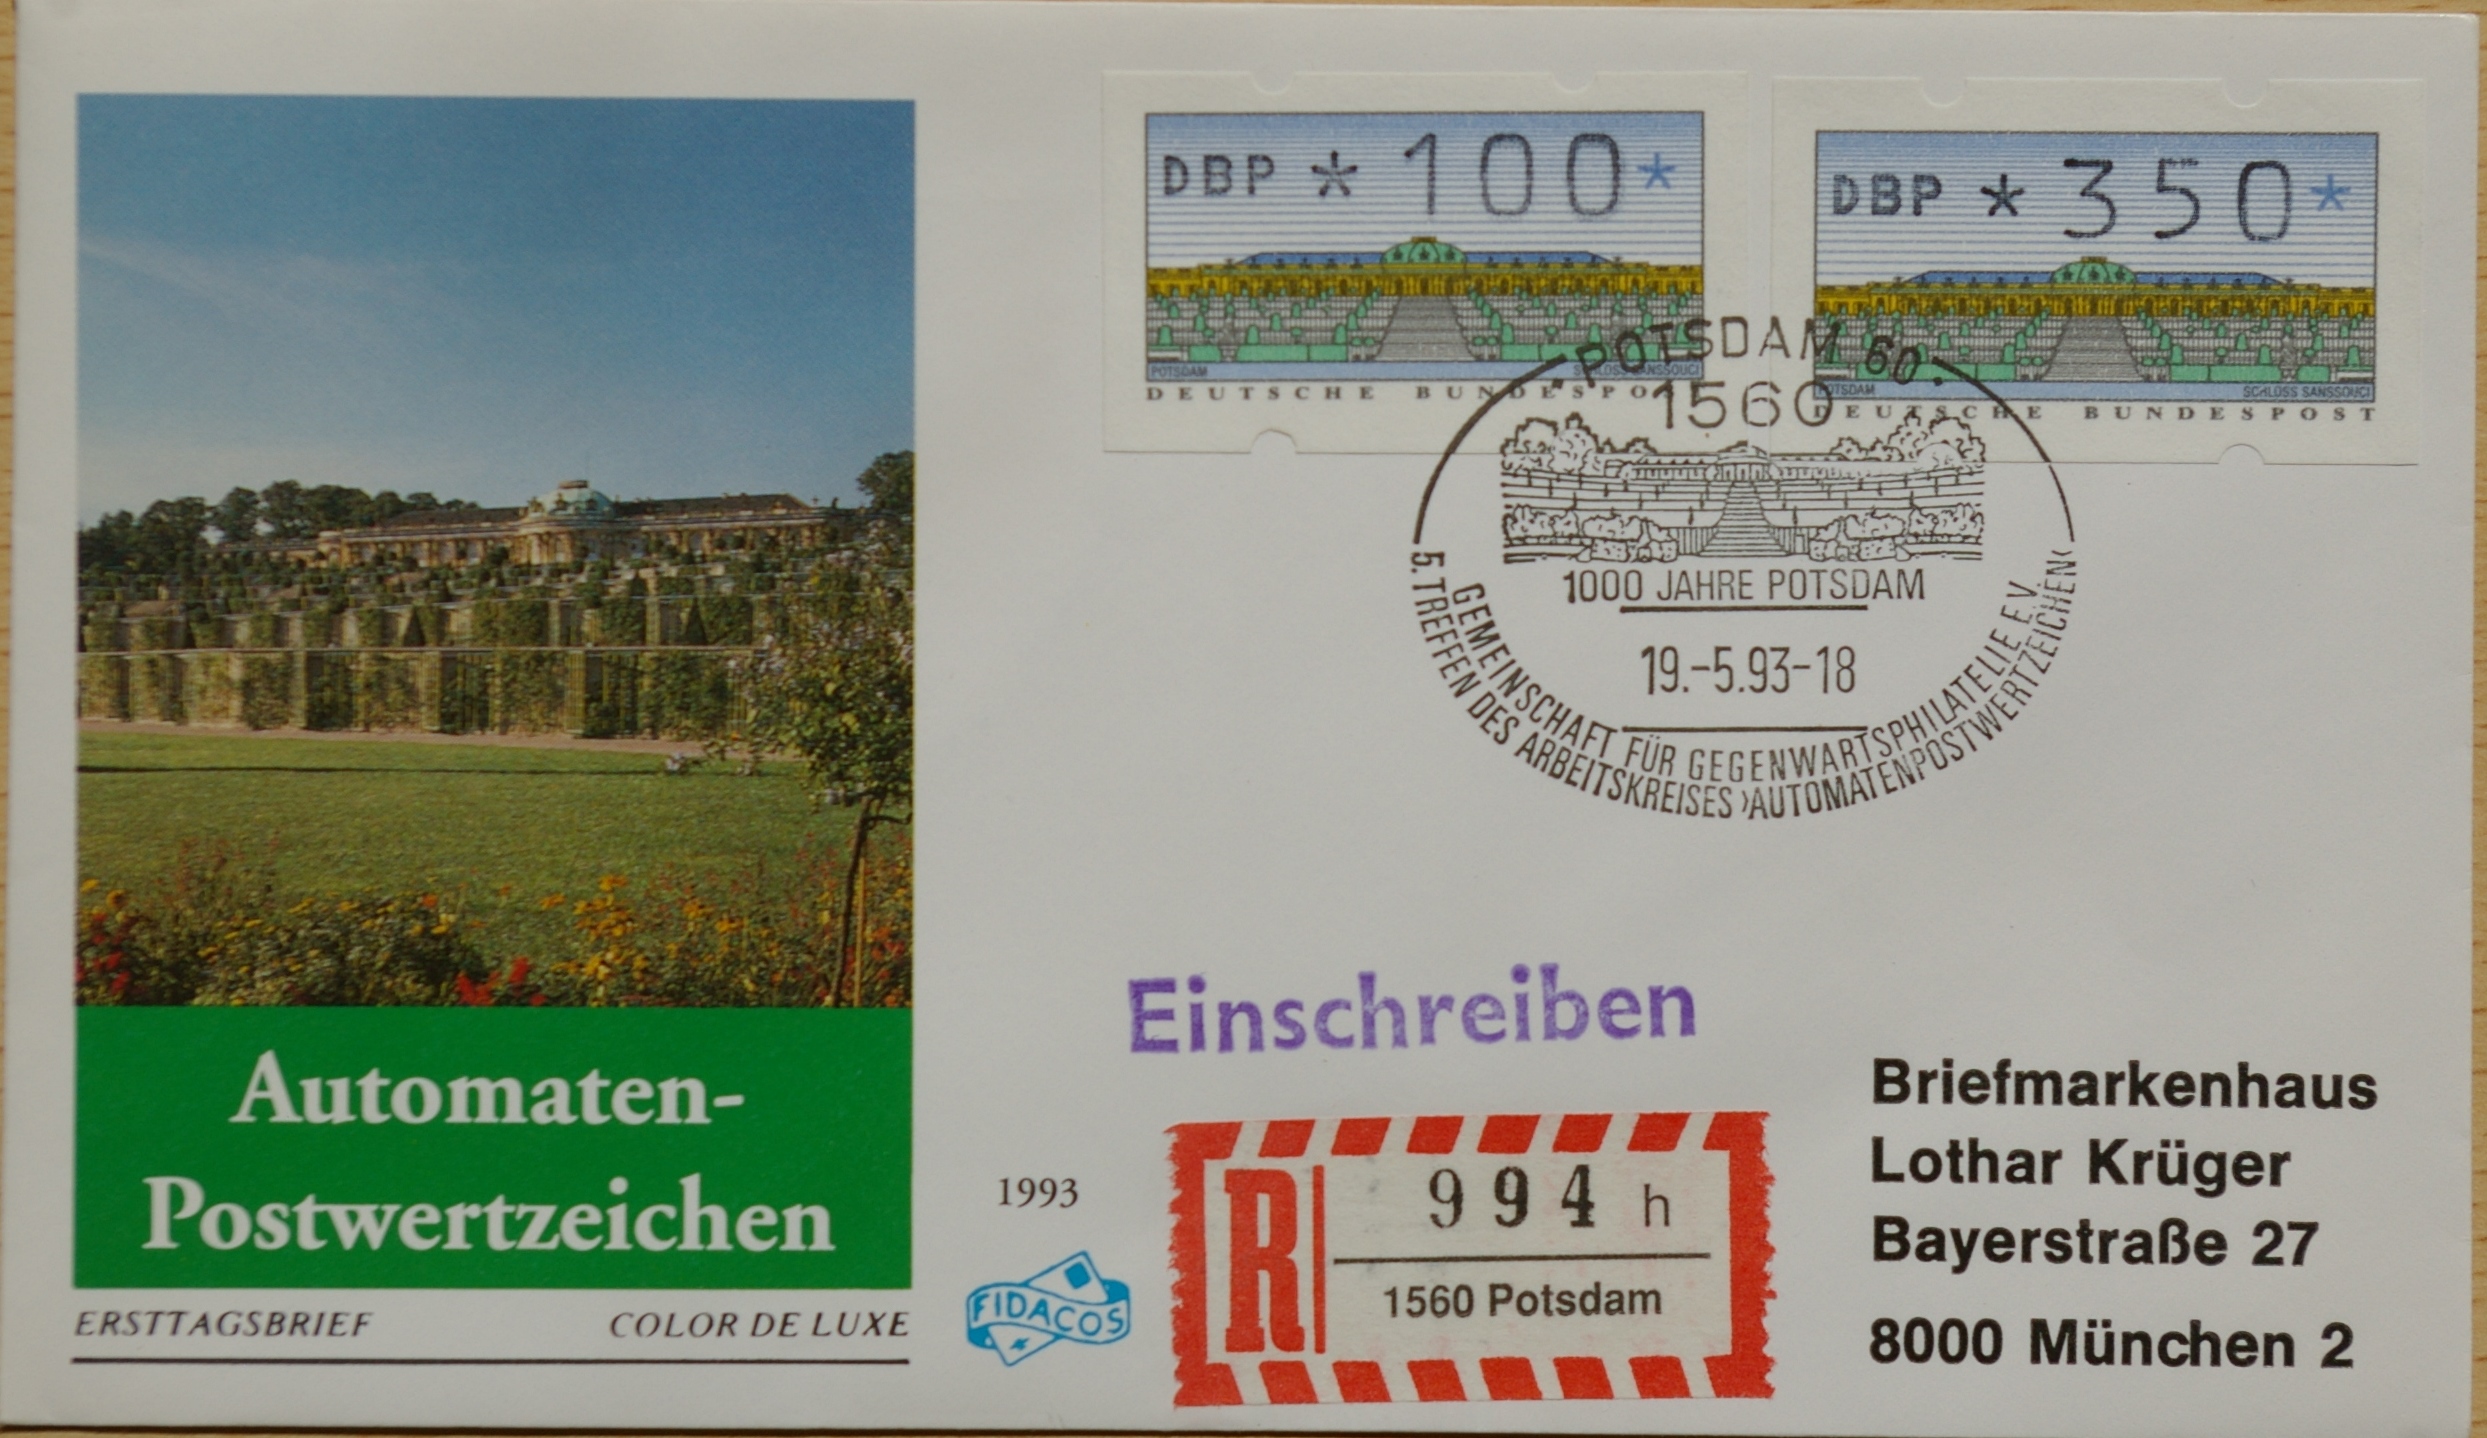 DBP * 100 *
POTSDAM SCHLOSS SANSSOUCI
DEUTSCHE BUNDESPOST
DBP * 350 *
POTSDAM SCHLOSS SANSSOUCI
DEUTSCHE BUNDESPOST
· POTSDAM 60 ·
1560
1000 JAHRE POTSDAM
19.-5.93-18
GEMEINSCHAFT FÜR GEGENWARTSPHILATELIE E.V.
5. TREFFEN DES ARBEITSKREISES ›AUTOMATENPOSTWERTZEICHEN‹
Automaten-
Postwertzeichen
ERSTTAGSBRIEF COLOR DE LUXE
1993
FIDACOS
Einschreiben
R 994 h
1560 Potsdam
Briefmarkenhaus
Lothar Krüger
Bayerstraße 27
8000 München 2